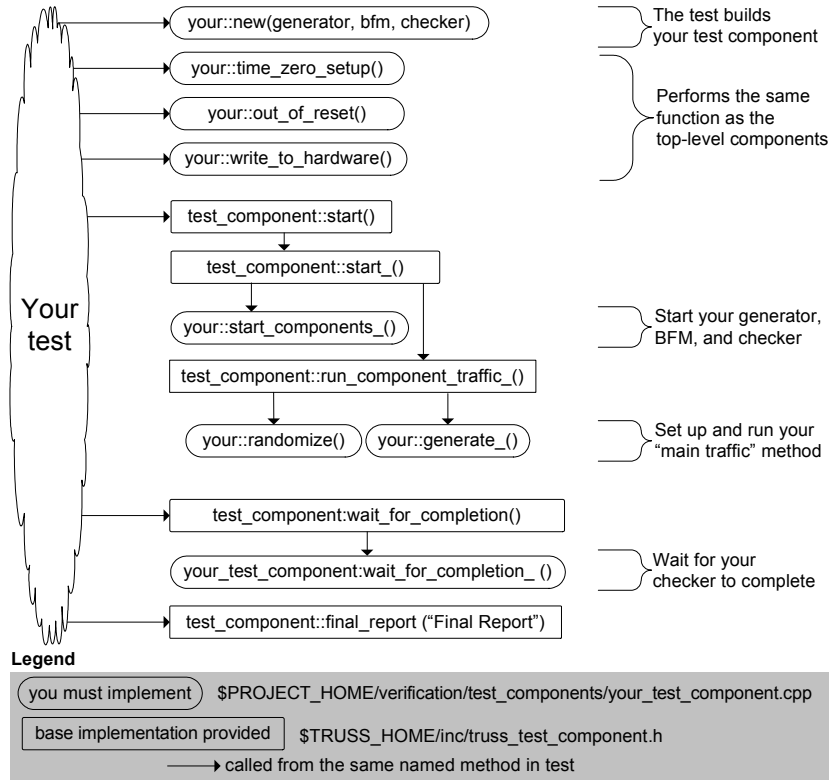 your::new(generator, bfm, checker)
The test builds
your test component
your::time_zero_setup()
your::out_of_reset()
your::write_to_hardware()
Performs the same
function as the
top-level components
test_component::start()
test_component::start_()
Your
test
your::start_components_()
Start your generator,
BFM, and checker
test_component::run_component_traffic_()
your::randomize()
your::generate_()
Set up and run your
“main traffic” method
test_component:wait_for_completion()
your_test_component:wait_for_completion_ ()
Wait for your
checker to complete
test_component::final_report (“Final Report”)
Legend
you must implement
$PROJECT_HOME/verification/test_components/your_test_component.cpp
base implementation provided
$TRUSS_HOME/inc/truss_test_component.h
called from the same named method in test